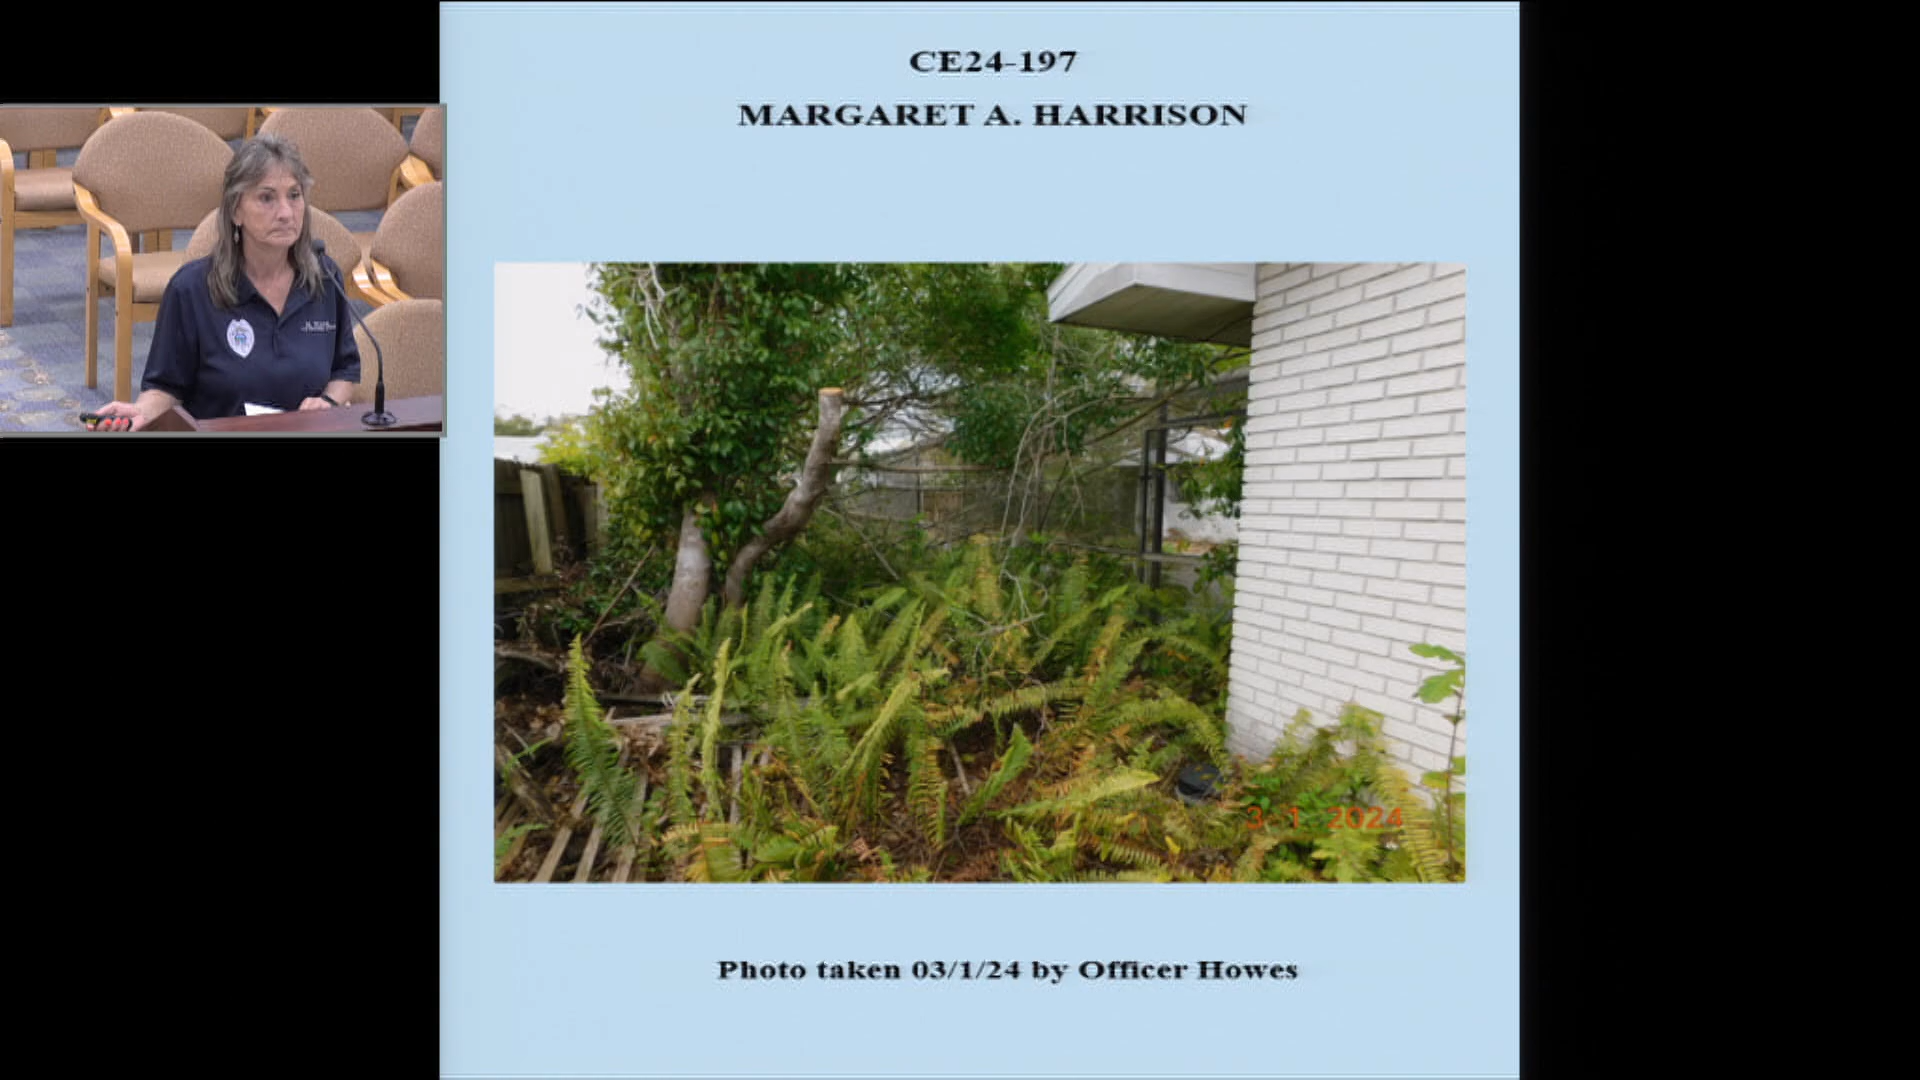 CE24-197
MARGARET A. HARRISON
3 1 2024
Photo taken 03/1/24 by Officer Howes